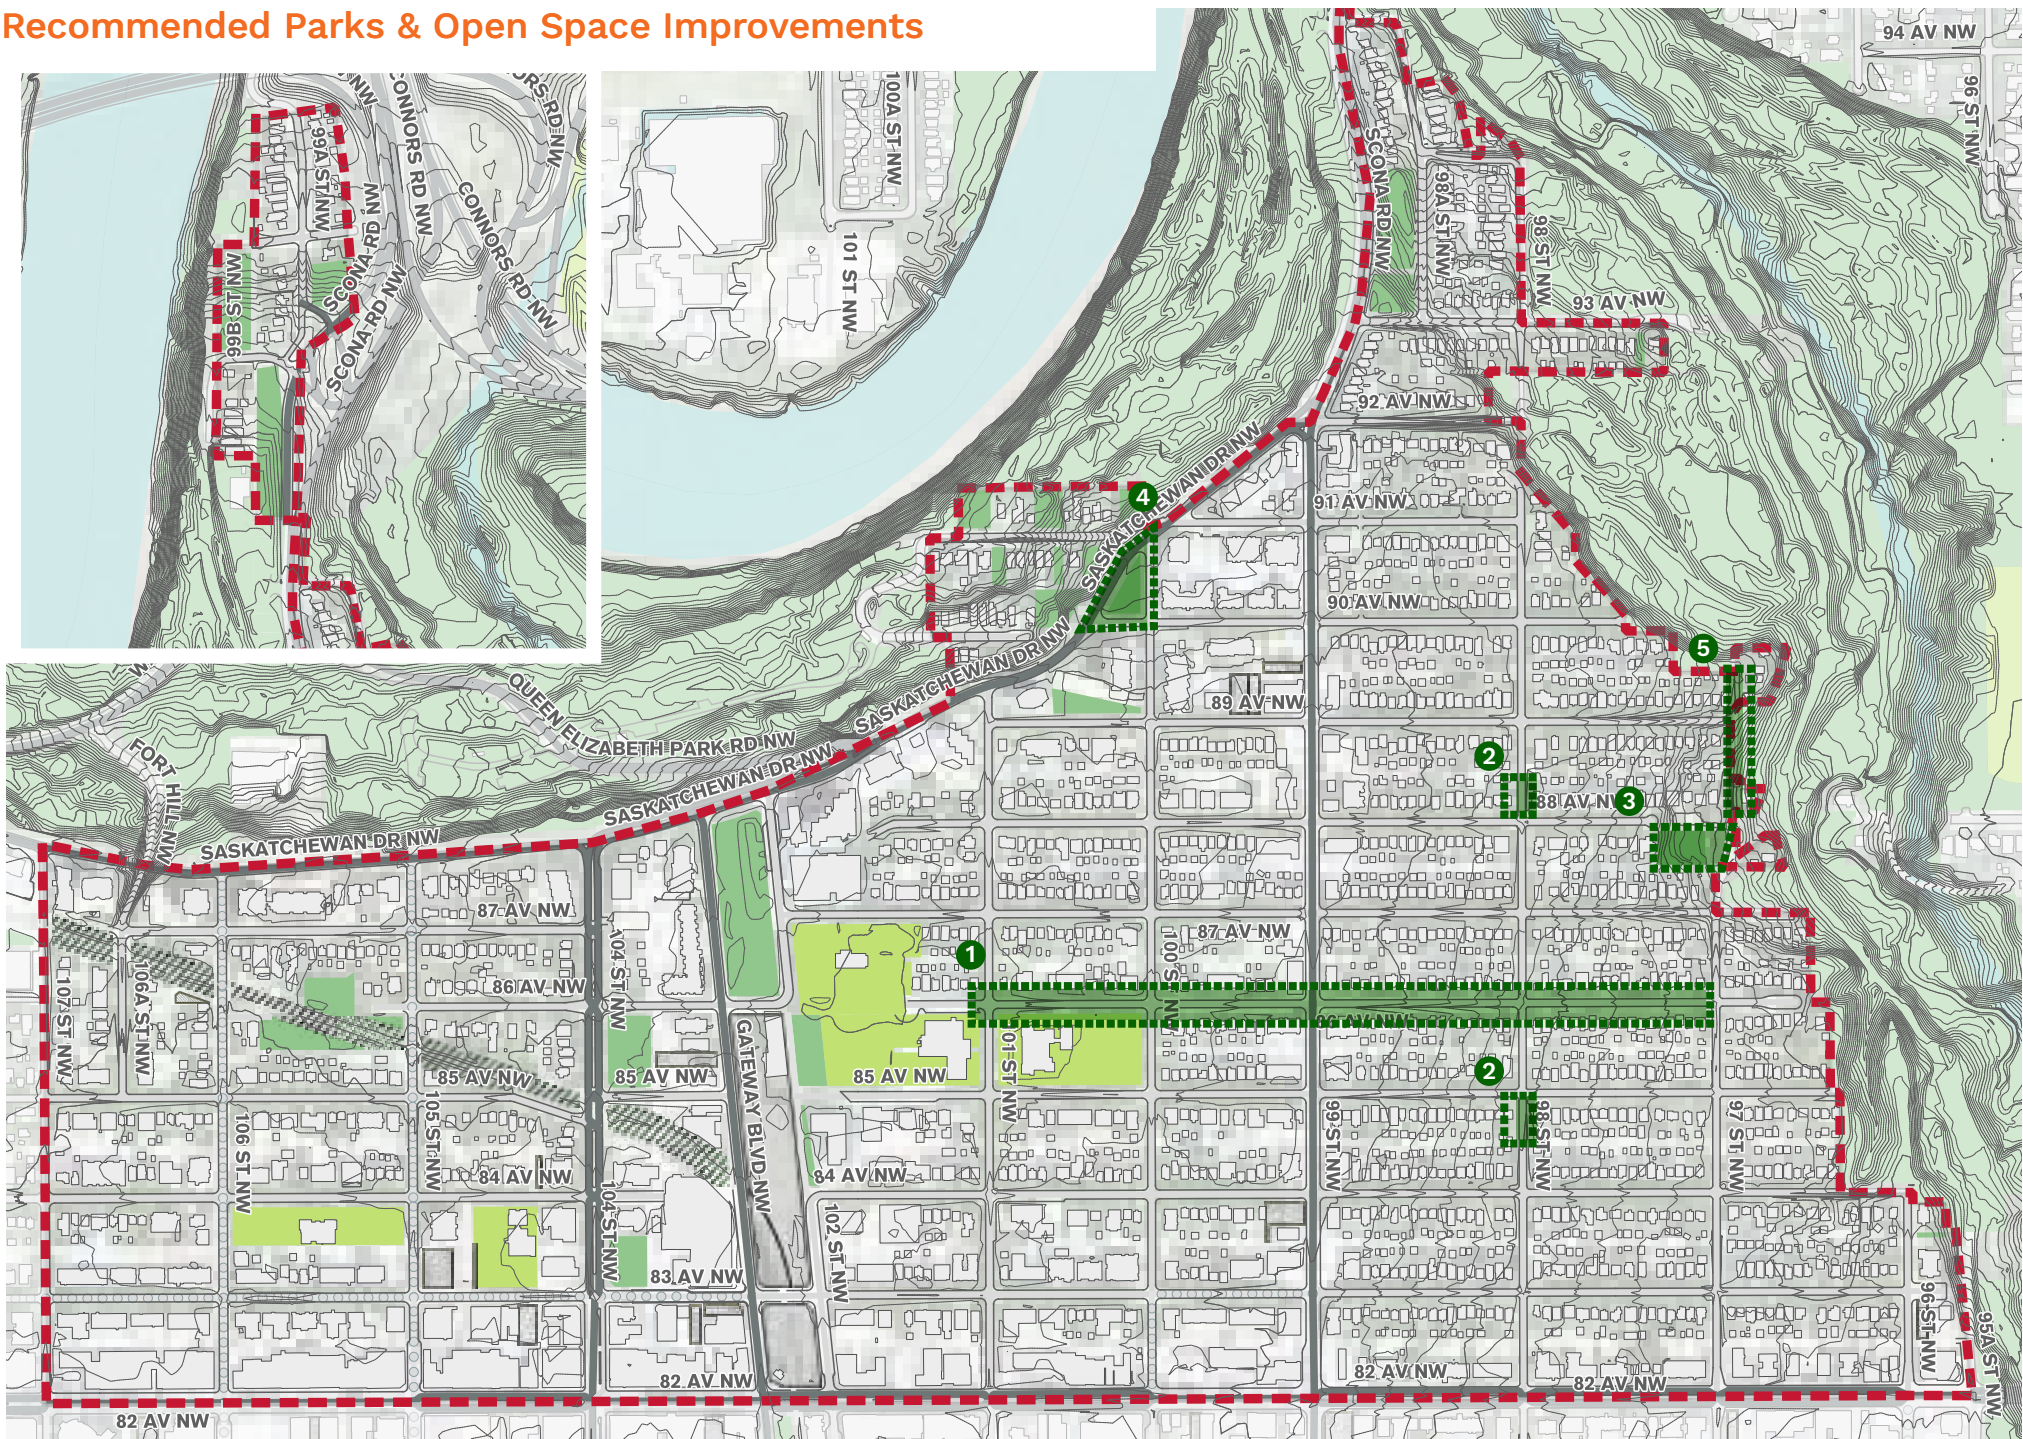 Recommended Parks & Open Space Improvements
94 AV NW
96 ST NW
NW
CONNORS RD NW
ORS RD NW
99A ST NW
SCONA RD NW
CONNORS RD NW
SCONA RD NW
99B ST NW
100A ST NW
101 ST NW
SCONA RD NW
98A ST NW
98 ST NW
93 AV NW
92 AV NW
SASKATCHEWAN DR NW
4
91 AV NW
90 AV NW
SASKATCHEWAN DR NW
5
89 AV NW
QUEEN ELIZABETH PARK RD NW
SASKATCHEWAN DR NW
FORT HILL NW
2
88 AV NW
3
SASKATCHEWAN DR NW
87 AV NW
104 ST NW
87 AV NW
100 ST NW
1
107 ST NW
106A ST NW
86 AV NW
86 AV NW
GATEWAY BLVD NW
85 AV NW
85 AV NW
85 AV NW
101 ST NW
2
106 ST NW
105 ST NW
99 ST NW
98 ST NW
97 ST NW
84 AV NW
84 AV NW
104 ST NW
102 ST NW
83 AV NW
96 ST NW
95A ST NW
82 AV NW
82 AV NW
82 AV NW
82 AV NW